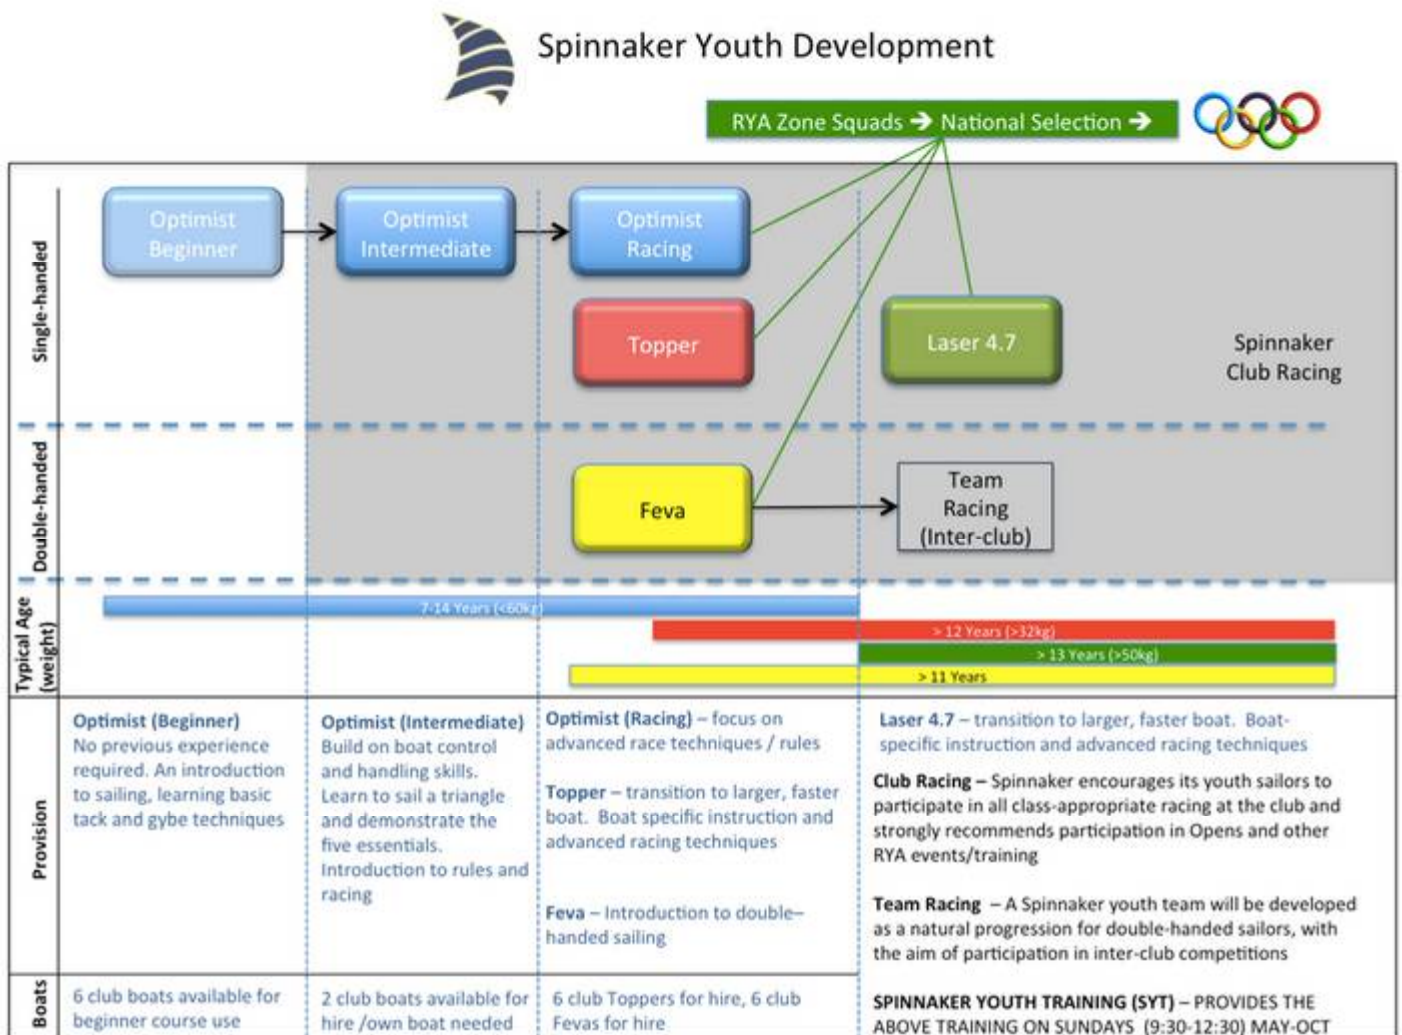 Spinnaker Youth Development
RYA Zone Squads → National Selection →
Single-handed
Optimist
Beginner
Optimist
Intermediate
Optimist
Racing
Topper
Laser 4.7
Spinnaker
Club Racing
Double-handed
Feva
Team
Racing
(Inter-club)
Typical Age
(weight)
7-14 Years (<60kg)
> 12 Years (>32kg)
> 13 Years (>50kg)
> 11 Years
Provision
Optimist (Beginner)
No previous experience
required. An introduction
to sailing, learning basic
tack and gybe techniques
Optimist (Intermediate)
Build on boat control
and handling skills.
Learn to sail a triangle
and demonstrate the
five essentials.
Introduction to rules and
racing
Optimist (Racing) – focus on
advanced race techniques / rules
Topper – transition to larger, faster
boat. Boat specific instruction and
advanced racing techniques
Feva – Introduction to double–
handed sailing
Laser 4.7 – transition to larger, faster boat. Boat-
specific instruction and advanced racing techniques
Club Racing – Spinnaker encourages its youth sailors to
participate in all class-appropriate racing at the club and
strongly recommends participation in Opens and other
RYA events/training
Team Racing – A Spinnaker youth team will be developed
as a natural progression for double-handed sailors, with
the aim of participation in inter-club competitions
Boats
6 club boats available for
beginner course use
2 club boats available for
hire /own boat needed
6 club Toppers for hire, 6 club
Fevas for hire
SPINNAKER YOUTH TRAINING (SYT) – PROVIDES THE
ABOVE TRAINING ON SUNDAYS (9:30-12:30) MAY-OCT